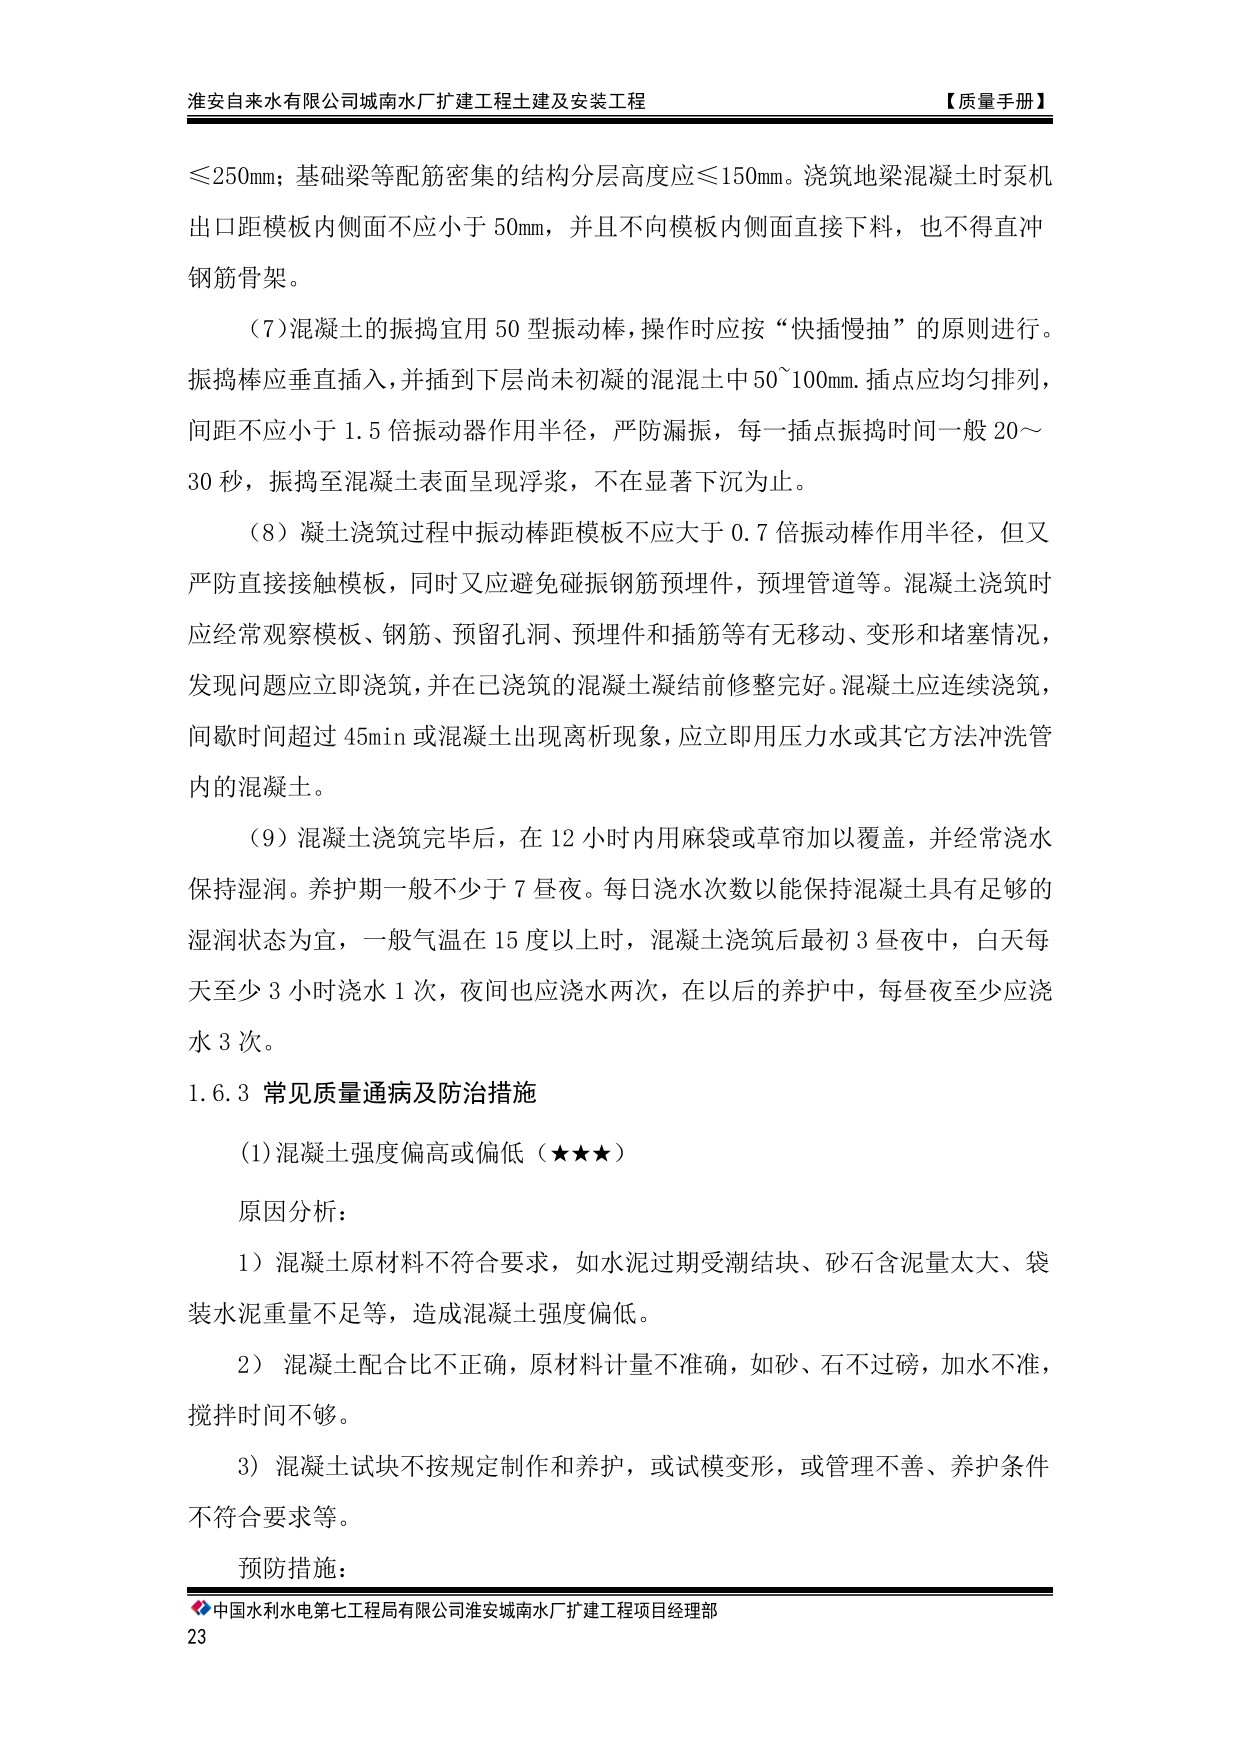 淮安自来水有限公司城南水厂扩建工程土建及安装工程 【质量手册】
≤250mm；基础梁等配筋密集的结构分层高度应≤150mm。浇筑地梁混凝土时泵机
出口距模板内侧面不应小于 50mm，并且不向模板内侧面直接下料，也不得直冲
钢筋骨架。
（7)混凝土的振捣宜用 50 型振动棒,操作时应按“快插慢抽”的原则进行。
振捣棒应垂直插入,并插到下层尚未初凝的混混土中50~100mm.插点应均匀排列，
间距不应小于 1.5 倍振动器作用半径，严防漏振，每一插点振捣时间一般 20～
30 秒，振捣至混凝土表面呈现浮浆，不在显著下沉为止。
（8）凝土浇筑过程中振动棒距模板不应大于 0.7 倍振动棒作用半径，但又
严防直接接触模板，同时又应避免碰振钢筋预埋件，预埋管道等。混凝土浇筑时
应经常观察模板、钢筋、预留孔洞、预埋件和插筋等有无移动、变形和堵塞情况，
发现问题应立即浇筑,并在已浇筑的混凝土凝结前修整完好。混凝土应连续浇筑，
间歇时间超过 45min 或混凝土出现离析现象,应立即用压力水或其它方法冲洗管
内的混凝土。
（9）混凝土浇筑完毕后，在 12 小时内用麻袋或草帘加以覆盖，并经常浇水
保持湿润。养护期一般不少于 7 昼夜。每日浇水次数以能保持混凝土具有足够的
湿润状态为宜，一般气温在 15 度以上时，混凝土浇筑后最初 3 昼夜中，白天每
天至少 3 小时浇水 1 次，夜间也应浇水两次，在以后的养护中，每昼夜至少应浇
水 3 次。
1.6.3 常见质量通病及防治措施
(1)混凝土强度偏高或偏低（★★★）
原因分析：
1）混凝土原材料不符合要求，如水泥过期受潮结块、砂石含泥量太大、袋
装水泥重量不足等，造成混凝土强度偏低。
2） 混凝土配合比不正确，原材料计量不准确，如砂、石不过磅，加水不准，
搅拌时间不够。
3) 混凝土试块不按规定制作和养护，或试模变形，或管理不善、养护条件
不符合要求等。
预防措施：
中国水利水电第七工程局有限公司淮安城南水厂扩建工程项目经理部
23